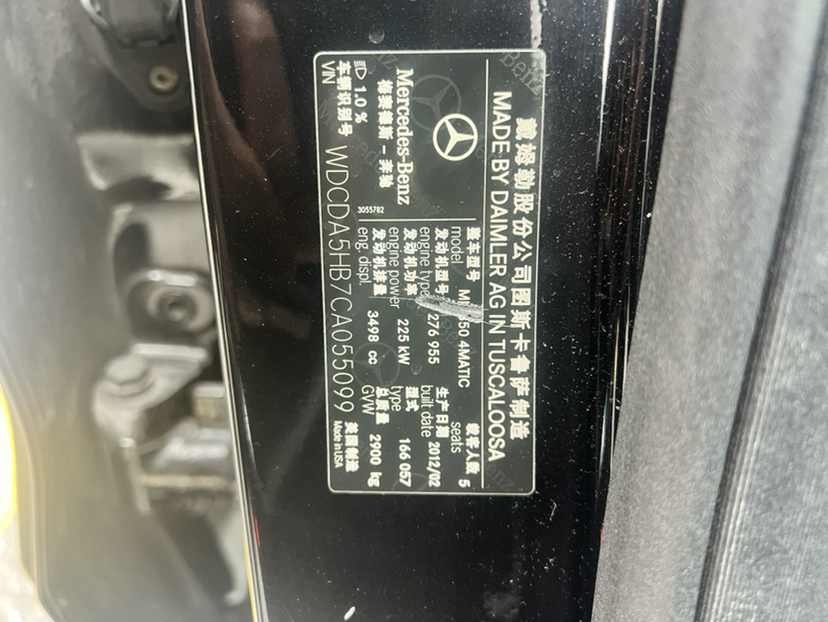 戴姆勒股份公司图斯卡鲁萨制造
MADE BY DAIMLER AG IN TUSCALOOSA
整车型号 载客人数
model 4MATIC seats 5
发动机型号 生产日期
engine type 276 955 built date 2012/02
发动机功率 型式
engine power 225 kW type 166 057
发动机排量 总质量
eng. displ. 3498 cc GVW 2900 kg
Mercedes-Benz
梅赛德斯-奔驰
3055782
1.0 %
车辆识别号
VIN WDCDA5HB7CA055099
美国制造
Made in USA